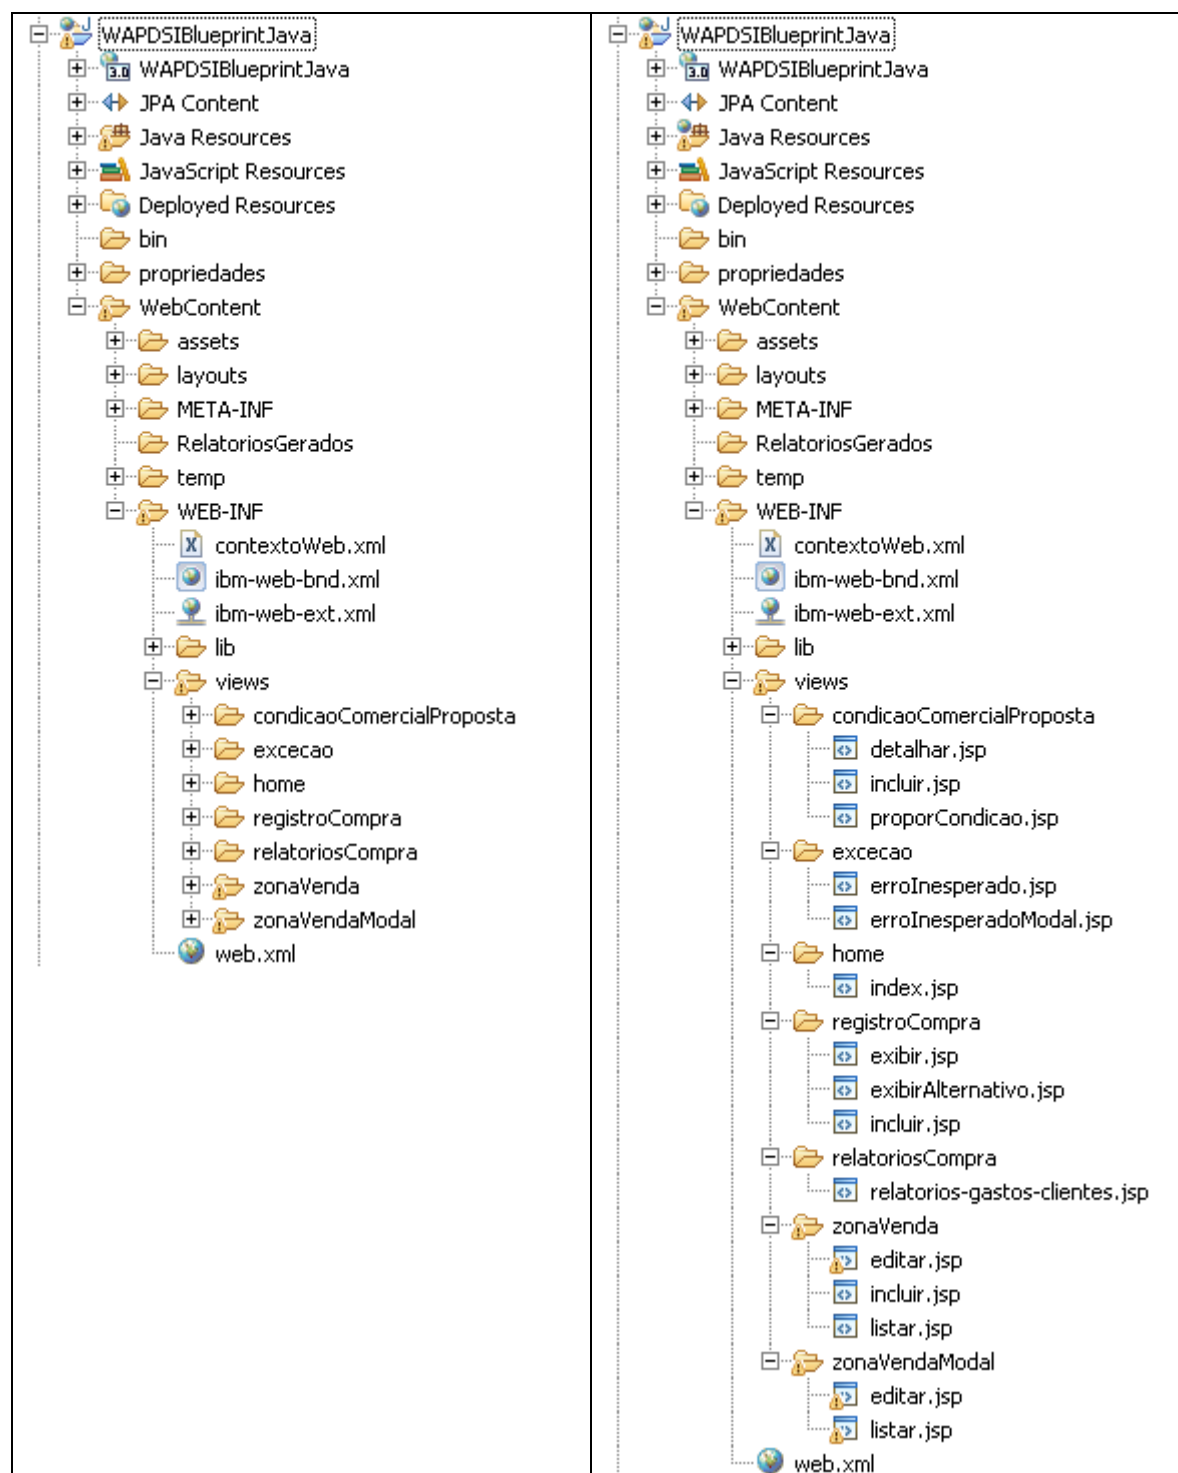 WAPDSIBlueprintJava
3.0 WAPDSIBlueprintJava
JPA Content
Java Resources
JavaScript Resources
Deployed Resources
bin
propriedades
WebContent
assets
layouts
META-INF
RelatoriosGerados
temp
WEB-INF
contextoWeb.xml
ibm-web-bnd.xml
ibm-web-ext.xml
lib
views
condicaoComercialProposta
excecao
home
registroCompra
relatoriosCompra
zonaVenda
zonaVendaModal
web.xml
WAPDSIBlueprintJava
3.0 WAPDSIBlueprintJava
JPA Content
Java Resources
JavaScript Resources
Deployed Resources
bin
propriedades
WebContent
assets
layouts
META-INF
RelatoriosGerados
temp
WEB-INF
contextoWeb.xml
ibm-web-bnd.xml
ibm-web-ext.xml
lib
views
condicaoComercialProposta
detalhar.jsp
incluir.jsp
proporCondicao.jsp
excecao
erroInesperado.jsp
erroInesperadoModal.jsp
home
index.jsp
registroCompra
exibir.jsp
exibirAlternativo.jsp
incluir.jsp
relatoriosCompra
relatorios-gastos-clientes.jsp
zonaVenda
editar.jsp
incluir.jsp
listar.jsp
zonaVendaModal
editar.jsp
listar.jsp
web.xml